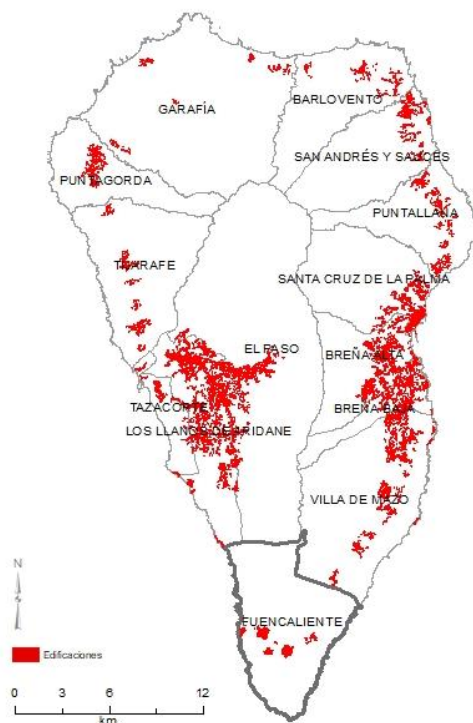 GARAFÍA
BARLOVENTO
SAN ANDRÉS Y SAUCES
PUNTAGORDA
PUNTALLANA
TIJARAFE
SANTA CRUZ DE LA PALMA
EL PASO
BREÑA ALTA
TAZACORTE
BREÑA BAJA
LOS LLANOS DE ARIDANE
VILLA DE MAZO
N
FUENCALIENTE
Edificaciones
0 3 6 12
km